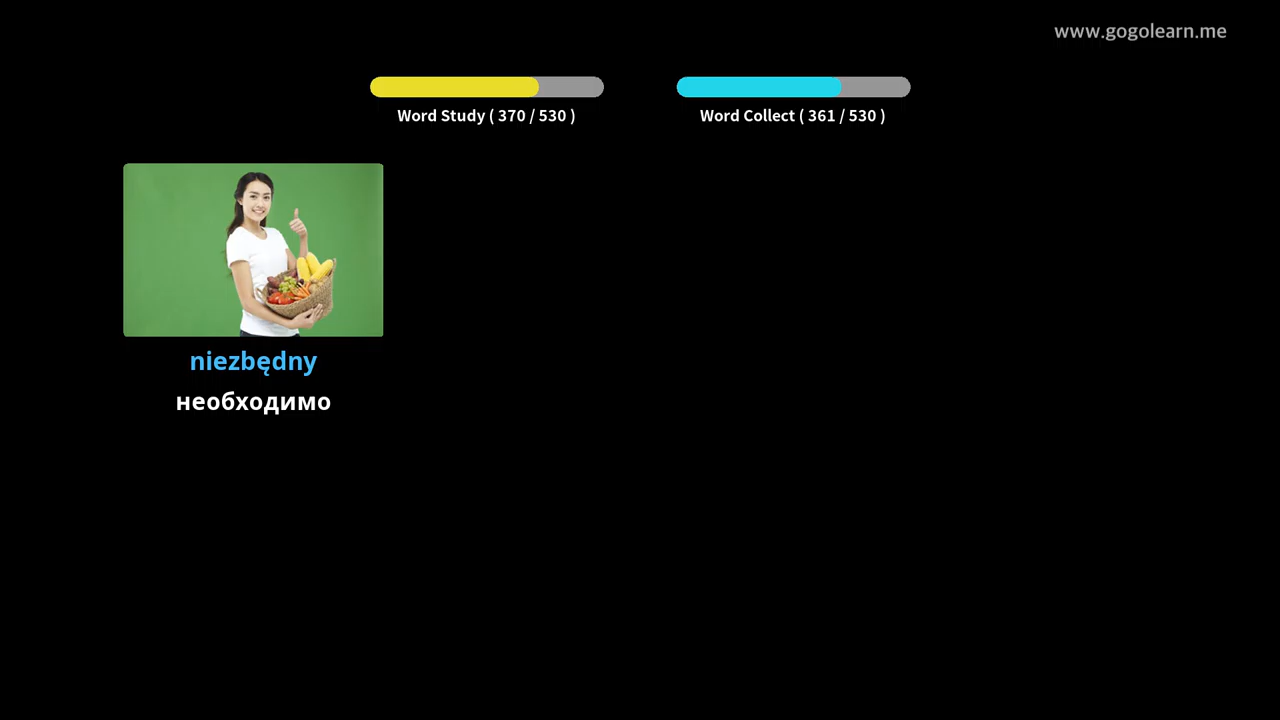 www.gogolearn.me
Word Study ( 370 / 530 )
Word Collect ( 361 / 530 )
niezbędny
необходимо